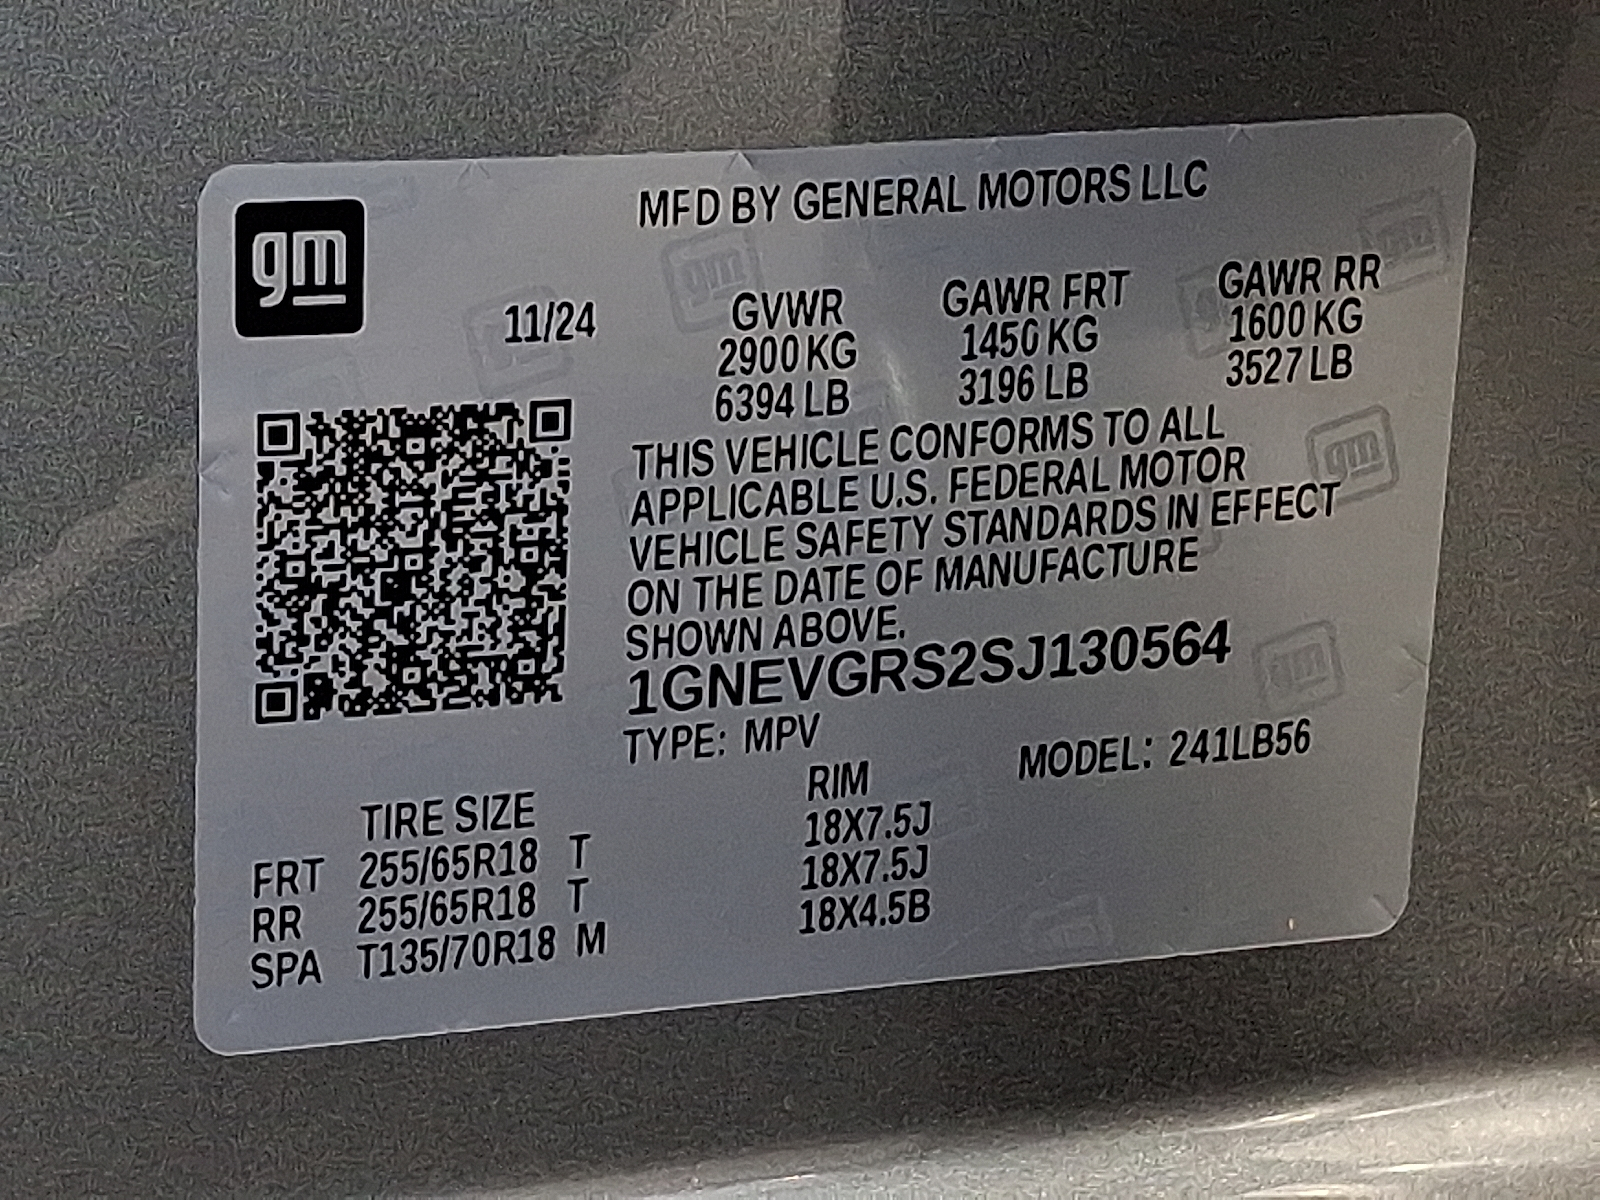 gm
MFD BY GENERAL MOTORS LLC
11/24
GVWR
2900 KG
6394 LB
GAWR FRT
1450 KG
3196 LB
GAWR RR
1600 KG
3527 LB
THIS VEHICLE CONFORMS TO ALL
APPLICABLE U.S. FEDERAL MOTOR
VEHICLE SAFETY STANDARDS IN EFFECT
ON THE DATE OF MANUFACTURE
SHOWN ABOVE.
1GNEVGRS2SJ130564
TYPE: MPV
MODEL: 241LB56
TIRE SIZE RIM
FRT 255/65R18 T 18X7.5J
RR 255/65R18 T 18X7.5J
SPA T135/70R18 M 18X4.5B